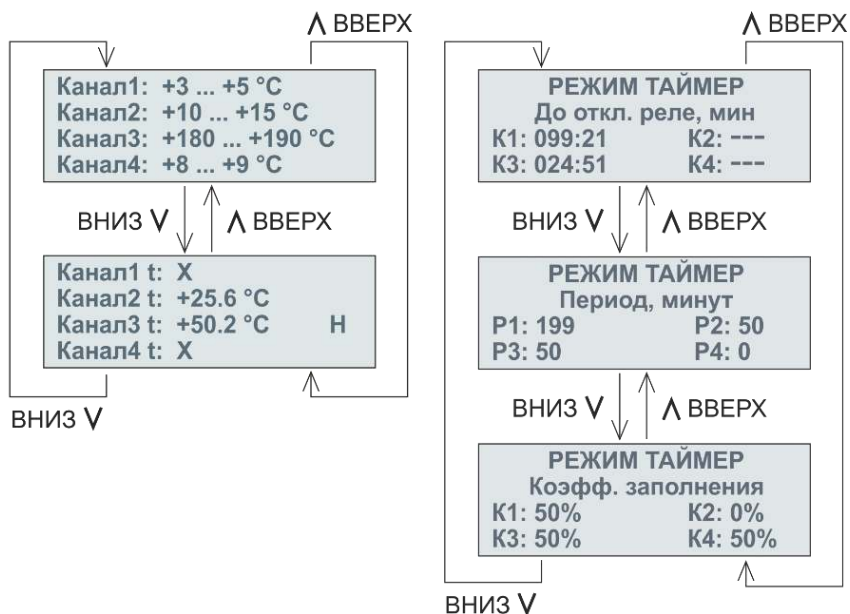 ∧ ВВЕРХ
Канал1: +3 ... +5 °C
Канал2: +10 ... +15 °C
Канал3: +180 ... +190 °C
Канал4: +8 ... +9 °C
ВНИЗ ∨
∧ ВВЕРХ
Канал1 t: X
Канал2 t: +25.6 °C
Канал3 t: +50.2 °C H
Канал4 t: X
ВНИЗ ∨
∧ ВВЕРХ
РЕЖИМ ТАЙМЕР
До откл. реле, мин
К1: 099:21 К2: ---
К3: 024:51 К4: ---
ВНИЗ ∨
∧ ВВЕРХ
РЕЖИМ ТАЙМЕР
Период, минут
P1: 199 P2: 50
P3: 50 P4: 0
ВНИЗ ∨
∧ ВВЕРХ
РЕЖИМ ТАЙМЕР
Коэфф. заполнения
К1: 50% К2: 0%
К3: 50% К4: 50%
ВНИЗ ∨